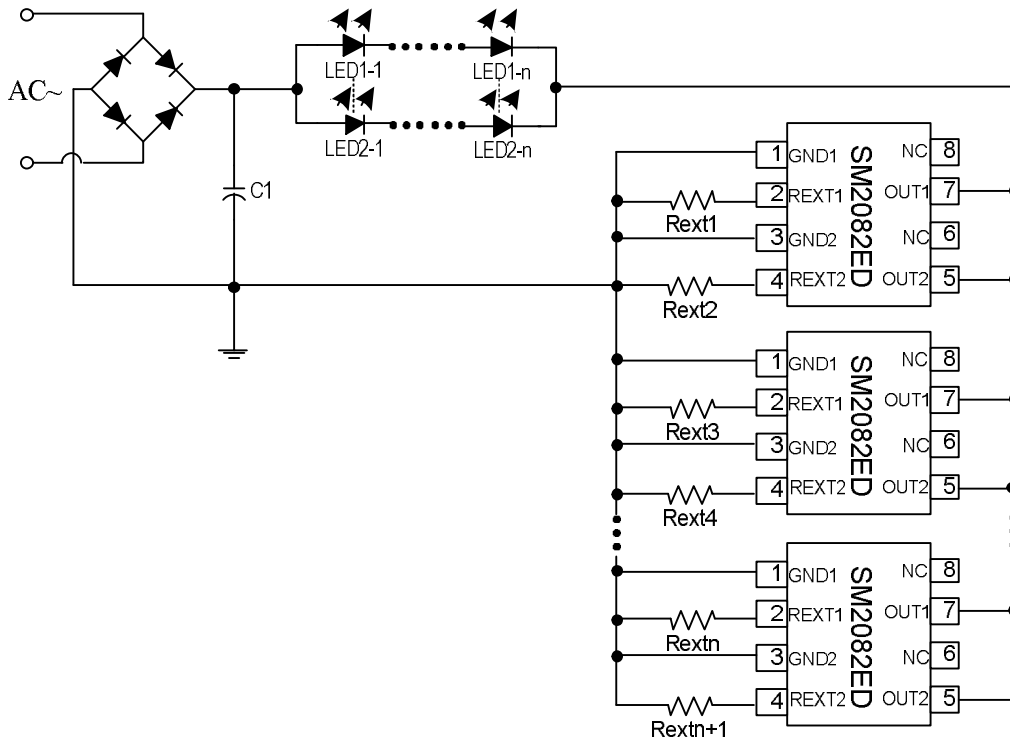 AC~
LED1-1
LED1-n
LED2-1
LED2-n
C1
1 GND1
2 REXT1
3 GND2
4 REXT2
SM2082ED
NC 8
OUT1 7
NC 6
OUT2 5
Rext1
Rext2
1 GND1
2 REXT1
3 GND2
4 REXT2
SM2082ED
NC 8
OUT1 7
NC 6
OUT2 5
Rext3
Rext4
1 GND1
2 REXT1
3 GND2
4 REXT2
SM2082ED
NC 8
OUT1 7
NC 6
OUT2 5
Rextn
Rextn+1